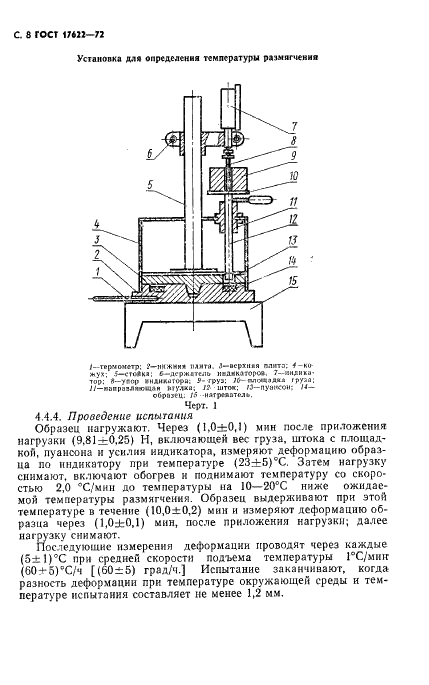 С. 8 ГОСТ 17622—72
Установка для определения температуры размягчения
7
8
9
6
10
5
11
4
12
3
13
2
14
1
15
1—термометр; 2—нижняя плита, 3—верхняя плита; 4—ко-
жух; 5—стойка; 6—держатель индикаторов. 7—индика-
тор; 8—упор индикатора; 9—груз; 10—площадка груза;
11—направляющая втулка; 12 шток; 13—пуансон; 14—
образец; 15—нагреватель.
Черт. 1
4.4.4. Проведение испытания
Образец нагружают. Через (1,0±0,1) мин после приложения
нагрузки (9,81±0,25) Н, включающей вес груза, штока с площад-
кой, пуансона и усилия индикатора, измеряют деформацию образ-
ца по индикатору при температуре (23±5)°С. Затем нагрузку
снимают, включают обогрев и поднимают температуру со скоро-
стью 2,0 °С/мин до температуры на 10—20°С ниже ожидае-
мой температуры размягчения. Образец выдерживают при этой
температуре в течение (10,0±0,2) мин и измеряют деформацию об-
разца через (1,0±0,1) мин, после приложения нагрузки; далее
нагрузку снимают.
Последующие измерения деформации проводят через каждые
(5±1)°С при средней скорости подъема температуры 1°С/мин
(60±5)°С/ч [(60±5) град/ч.] Испытание заканчивают, когда
разность деформации при температуре окружающей среды и тем-
пературе испытания составляет не менее 1,2 мм.